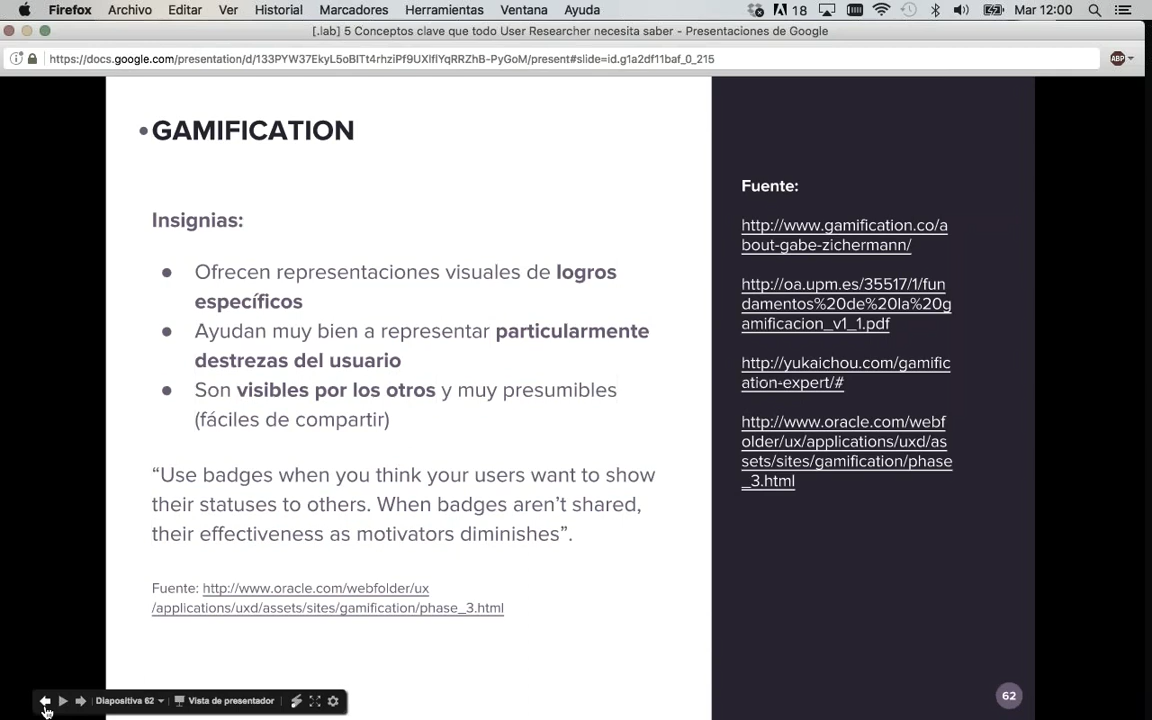 Firefox Archivo Editar Ver Historial Marcadores Herramientas Ventana Ayuda 18 Mar 12:00
[.lab] 5 Conceptos clave que todo User Researcher necesita saber - Presentaciones de Google
https://docs.google.com/presentation/d/133PYW37EkyL5oBITt4rhziPf9UXIflYqRRZhB-PyGoM/present#slide=id.g1a2df11baf_0_215
ABP
•GAMIFICATION
Insignias:
● Ofrecen representaciones visuales de logros
específicos
● Ayudan muy bien a representar particularmente
destrezas del usuario
● Son visibles por los otros y muy presumibles
(fáciles de compartir)
“Use badges when you think your users want to show
their statuses to others. When badges aren’t shared,
their effectiveness as motivators diminishes”.
Fuente: http://www.oracle.com/webfolder/ux
/applications/uxd/assets/sites/gamification/phase_3.html
Fuente:
http://www.gamification.co/a
bout-gabe-zichermann/
http://oa.upm.es/35517/1/fun
damentos%20de%20la%20g
amificacion_v1_1.pdf
http://yukaichou.com/gamific
ation-expert/#
http://www.oracle.com/webf
older/ux/applications/uxd/as
sets/sites/gamification/phase
_3.html
62
Diapositiva 62 Vista de presentador